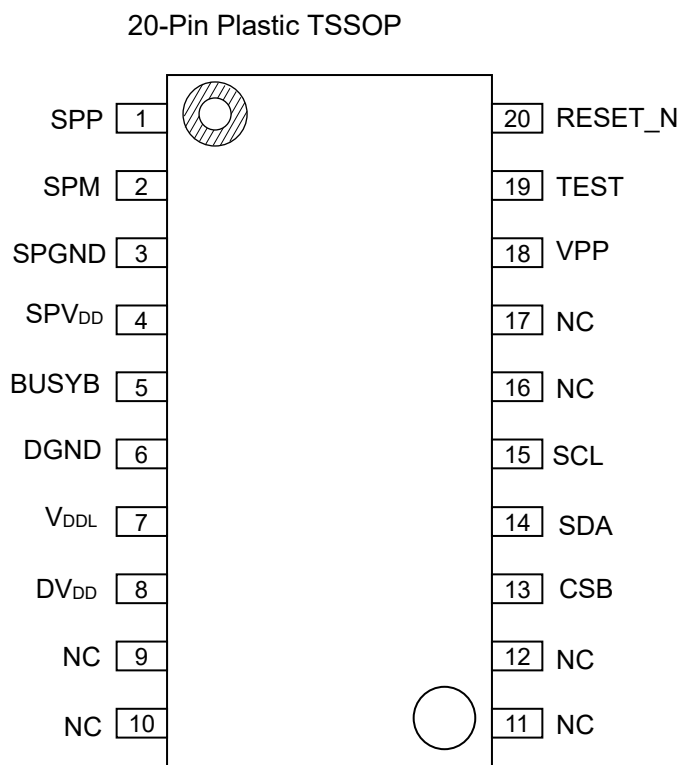 20-Pin Plastic TSSOP
SPP 1 20 RESET_N
SPM 2 19 TEST
SPGND 3 18 VPP
SPVDD 4 17 NC
BUSYB 5 16 NC
DGND 6 15 SCL
VDDL 7 14 SDA
DVDD 8 13 CSB
NC 9 12 NC
NC 10 11 NC